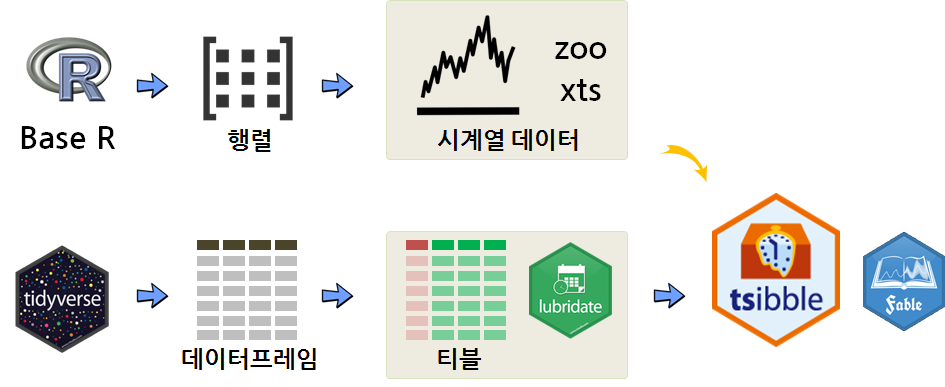 R
Base R
행렬
zoo
xts
시계열 데이터
tidyverse
데이터프레임
lubridate
티블
tsibble
Fable